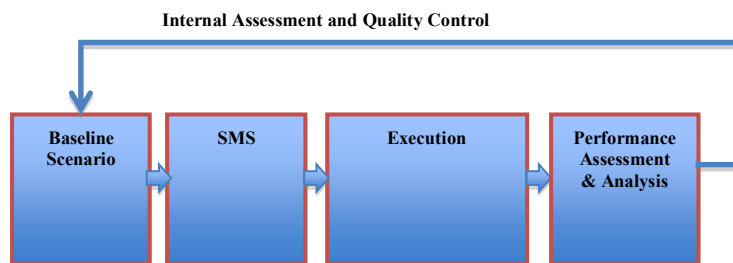 Internal Assessment and Quality Control
Baseline
Scenario
SMS
Execution
Performance
Assessment
& Analysis